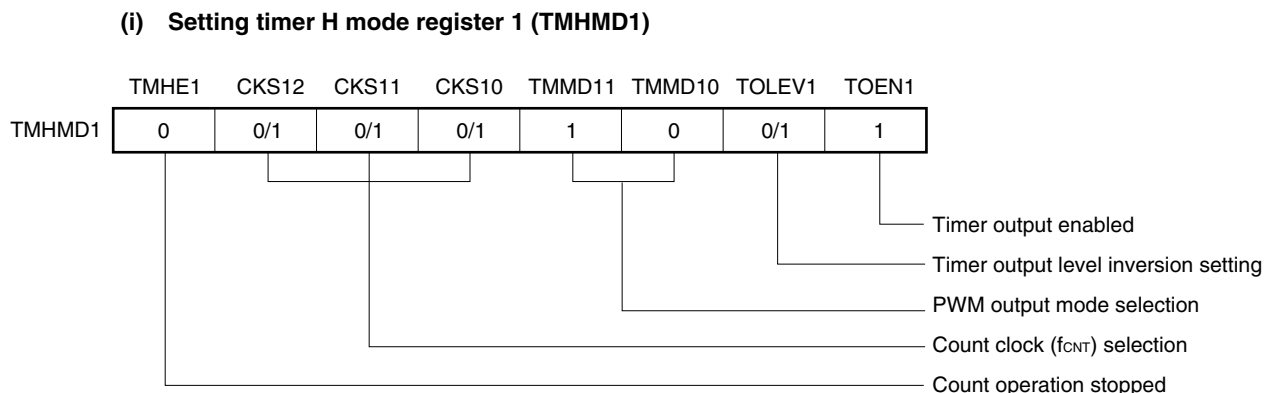 (i) Setting timer H mode register 1 (TMHMD1)
TMHE1 CKS12 CKS11 CKS10 TMMD11 TMMD10 TOLEV1 TOEN1
TMHMD1 0 0/1 0/1 0/1 1 0 0/1 1
Timer output enabled
Timer output level inversion setting
PWM output mode selection
Count clock (fCNT) selection
Count operation stopped